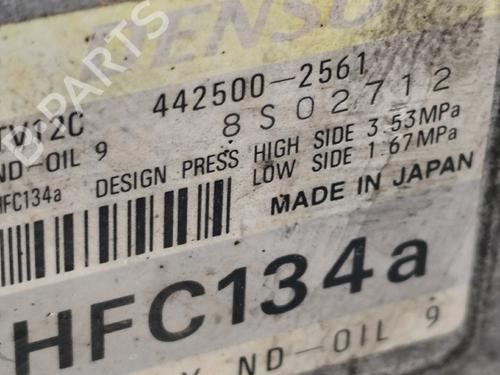 DENSO
TV12C 442500-2561
8S02712
ND-OIL 9
HFC134a DESIGN PRESS HIGH SIDE 3.53MPa
LOW SIDE 1.67MPa
MADE IN JAPAN
HFC134a
ND-OIL 9
B PARTS